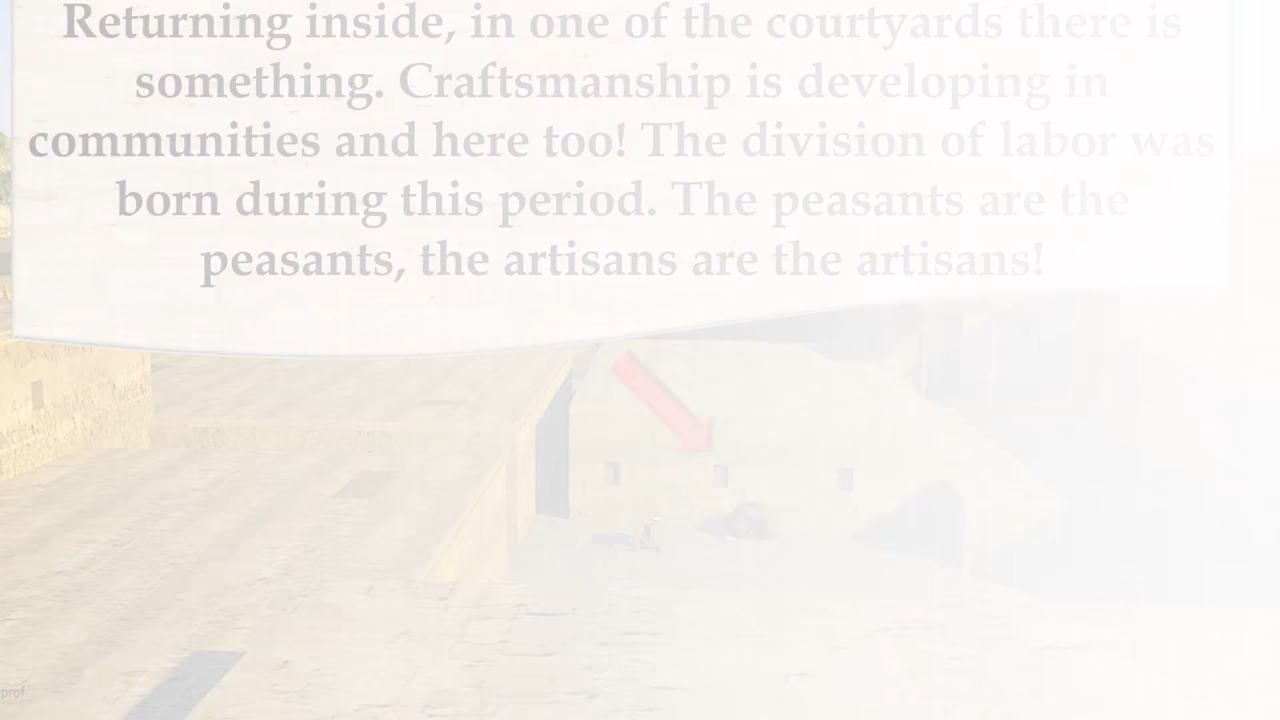 Returning inside, in one of the courtyards there is
something. Craftsmanship is developing in
communities and here too! The division of labor was
born during this period. The peasants are the
peasants, the artisans are the artisans!
prof